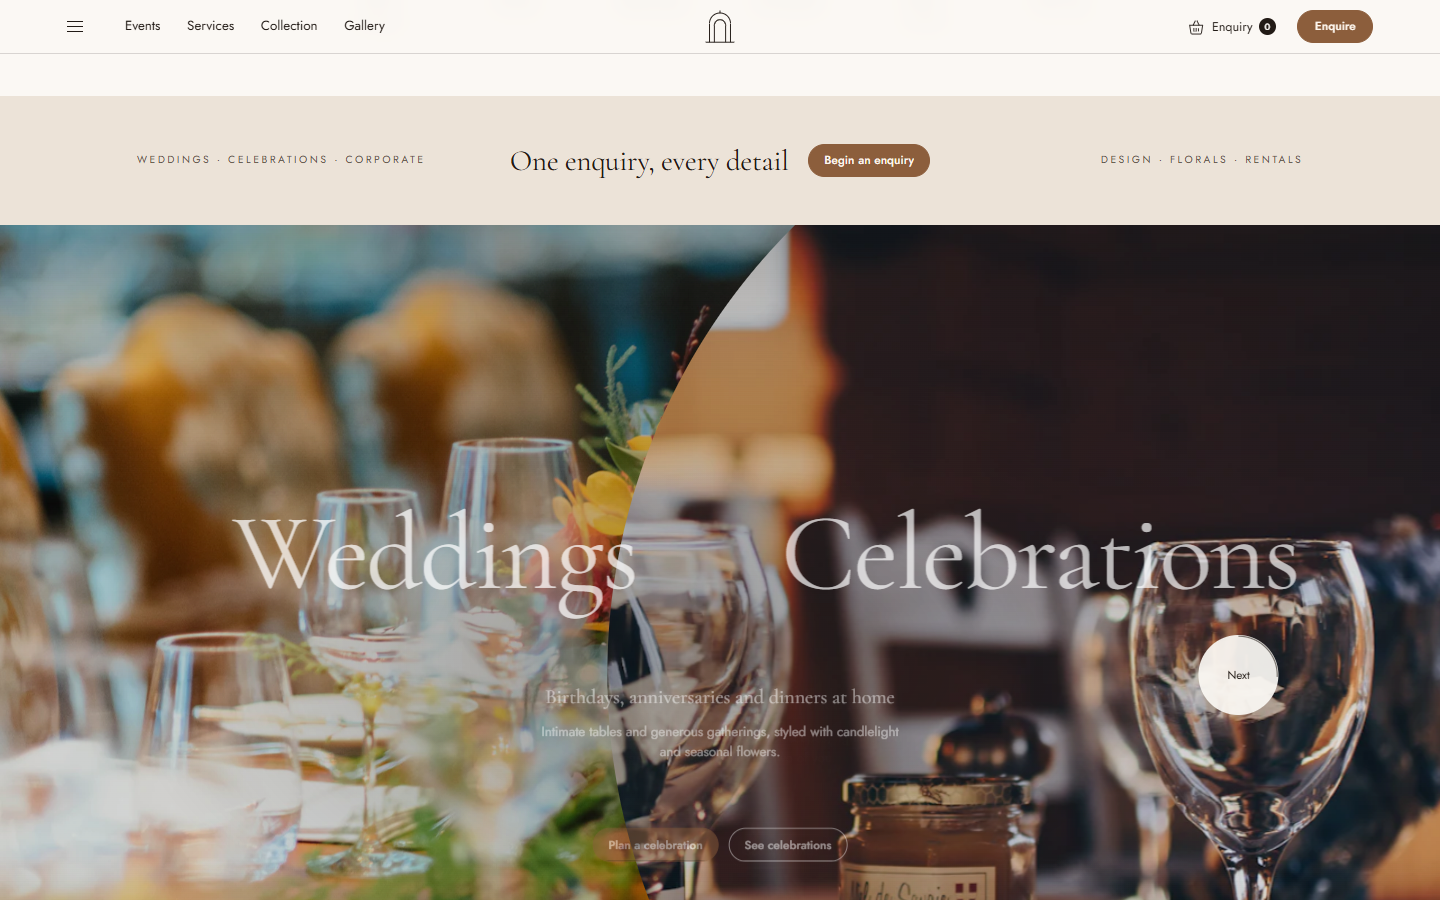 Events
Services
Collection
Gallery
Enquiry 0
Enquire
WEDDINGS · CELEBRATIONS · CORPORATE
One enquiry, every detail
Begin an enquiry
DESIGN · FLORALS · RENTALS
Weddings
Celebrations
Next
Birthdays, anniversaries and dinners at home
Intimate tables and generous gatherings, styled with candlelight
and seasonal flowers.
Plan a celebration
See celebrations